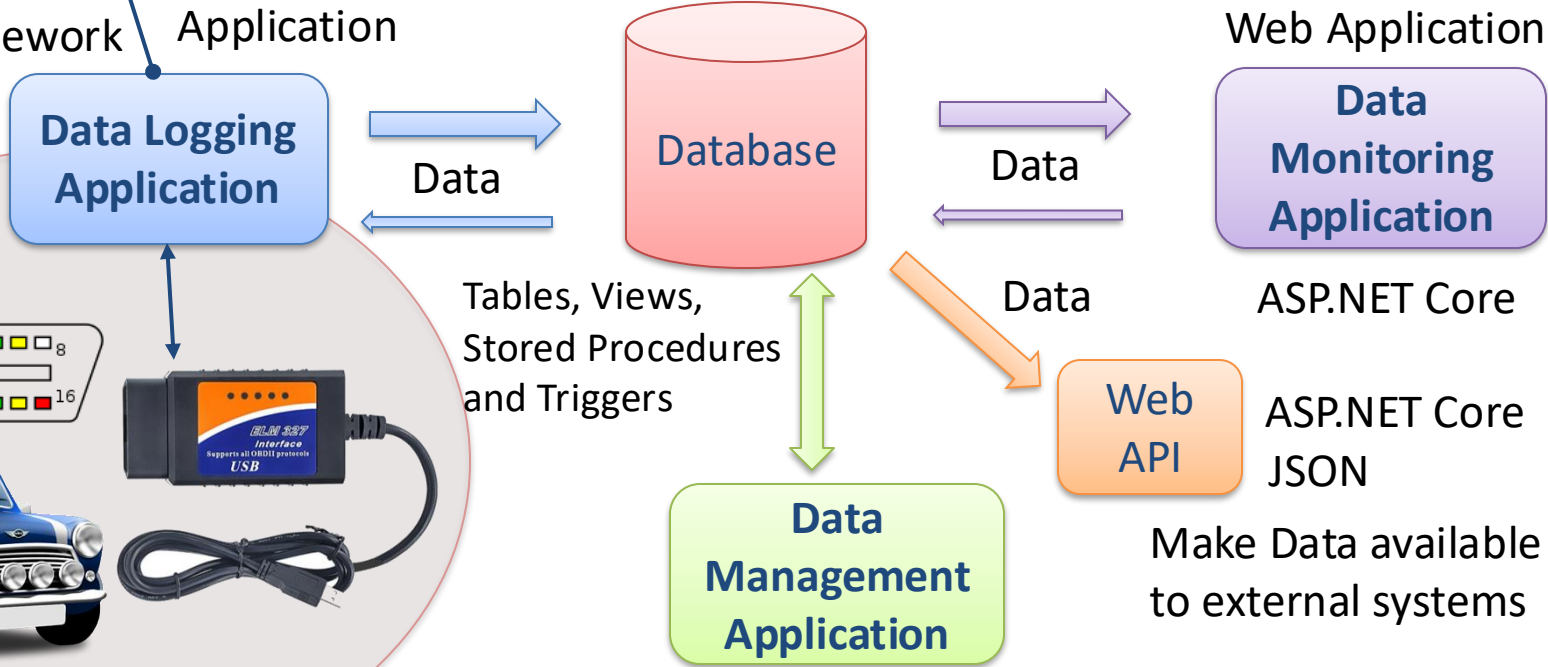 ework
Application
Web Application
Data Logging
Application
Data
Database
Data
Data
Monitoring
Application
Tables, Views,
Stored Procedures
and Triggers
Data
ASP.NET Core
8
16
ELM 327
Interface
Supports all OBDII protocols
USB
Web
API
ASP.NET Core
JSON
Data
Management
Application
Make Data available
to external systems